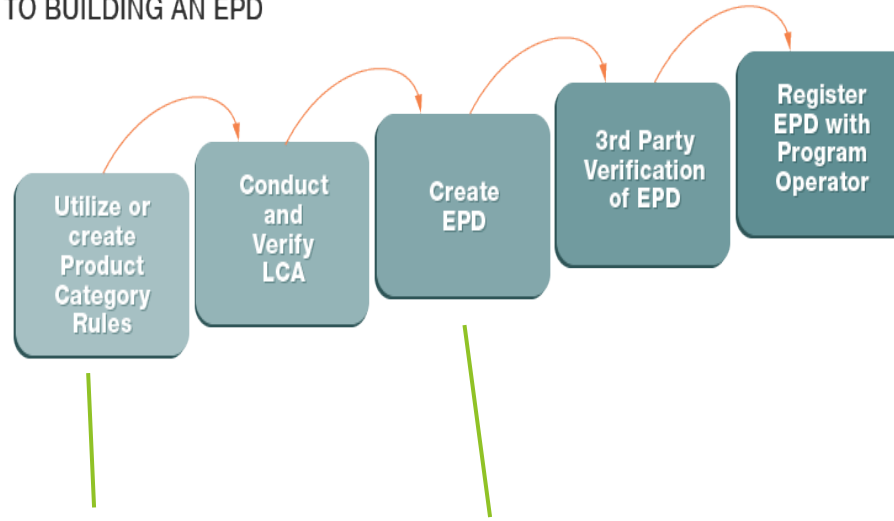 TO BUILDING AN EPD
Utilize or
create
Product
Category
Rules
Conduct
and
Verify
LCA
Create
EPD
3rd Party
Verification
of EPD
Register
EPD with
Program
Operator